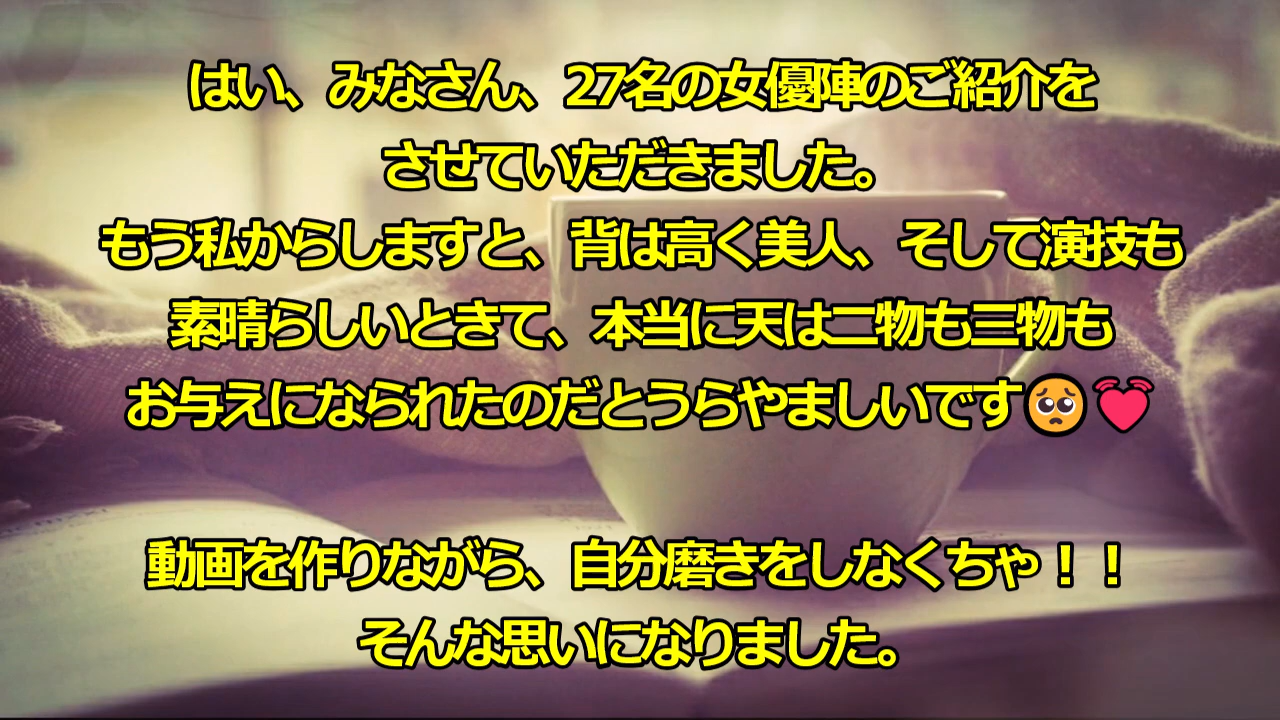 はい、みなさん、27名の女優陣のご紹介を
させていただきました。
もう私からしますと、背は高く美人、そして演技も
素晴らしいときて、本当に天は二物も三物も
お与えになられたのだとうらやましいです🥺💓
動画を作りながら、自分磨きをしなくちゃ！！
そんな思いになりました。